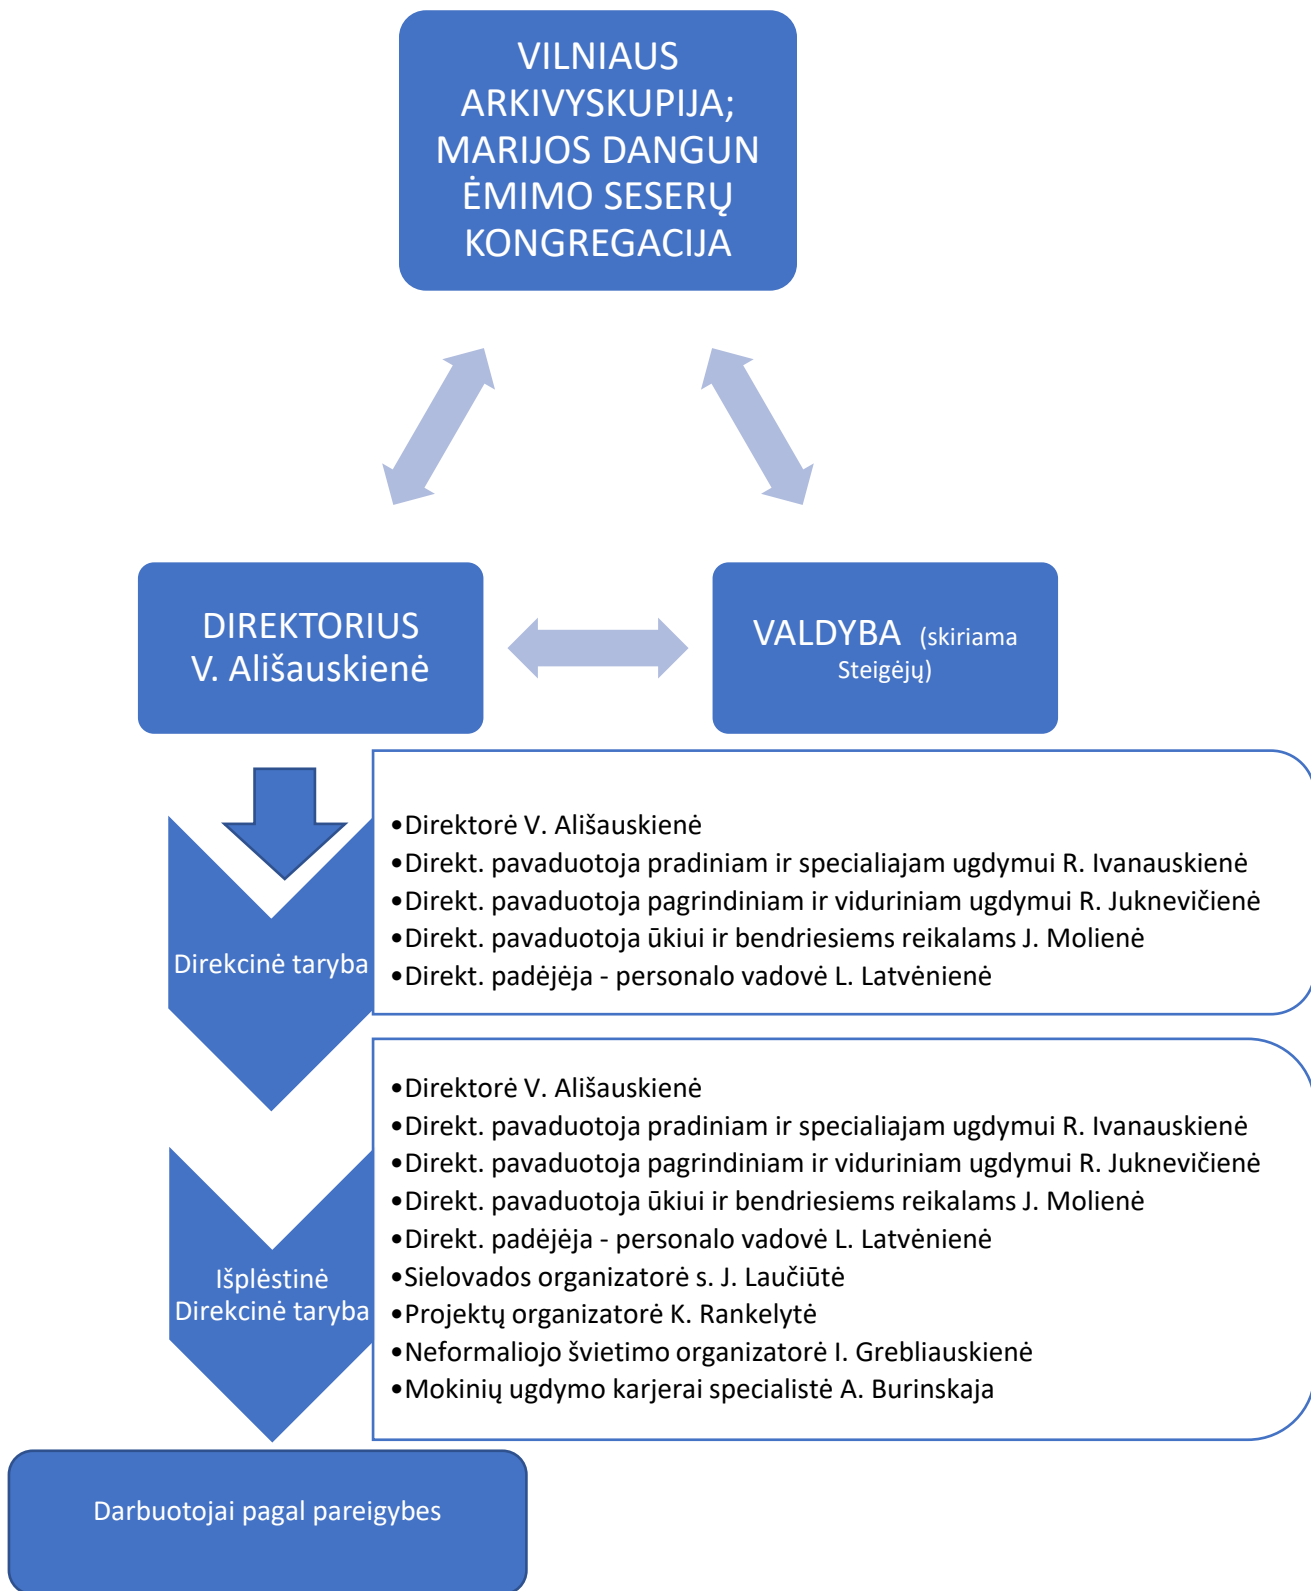 VILNIAUS
ARKIVYSKUPIJA;
MARIJOS DANGUN
ĖMIMO SESERŲ
KONGREGACIJA
DIREKTORIUS
V. Ališauskienė
VALDYBA (skiriama
Steigėjų)
Direkcinė taryba
•Direktorė V. Ališauskienė
•Direkt. pavaduotoja pradiniam ir specialiajam ugdymui R. Ivanauskienė
•Direkt. pavaduotoja pagrindiniam ir viduriniam ugdymui R. Juknevičienė
•Direkt. pavaduotoja ūkiui ir bendriesiems reikalams J. Molienė
•Direkt. padėjėja - personalo vadovė L. Latvėnienė
Išplėstinė
Direkcinė taryba
•Direktorė V. Ališauskienė
•Direkt. pavaduotoja pradiniam ir specialiajam ugdymui R. Ivanauskienė
•Direkt. pavaduotoja pagrindiniam ir viduriniam ugdymui R. Juknevičienė
•Direkt. pavaduotoja ūkiui ir bendriesiems reikalams J. Molienė
•Direkt. padėjėja - personalo vadovė L. Latvėnienė
•Sielovados organizatorė s. J. Laučiūtė
•Projektų organizatorė K. Rankelytė
•Neformaliojo švietimo organizatorė I. Grebliauskienė
•Mokinių ugdymo karjerai specialistė A. Burinskaja
Darbuotojai pagal pareigybes